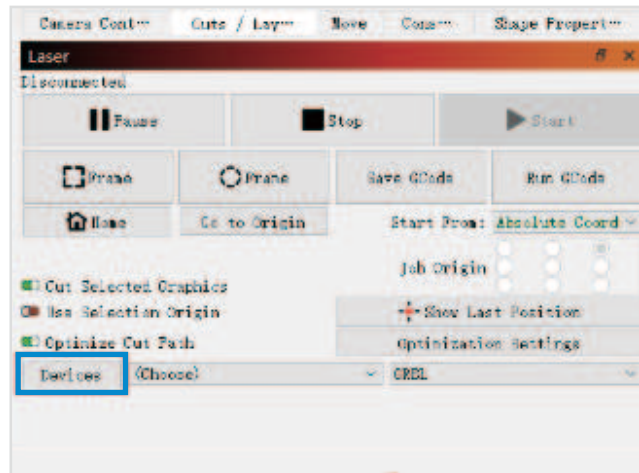 Camera Cont… Cuts / Lay… Move Cons… Shape Propert…
Laser
Disconnected
Pause Stop Start
Frame Frame Save GCode Run GCode
Home Go to Origin Start From: Absolute Coord
Job Origin
Cut Selected Graphics
Use Selection Origin Show Last Position
Optimize Cut Path Optimization Settings
Devices (Choose) GRBL